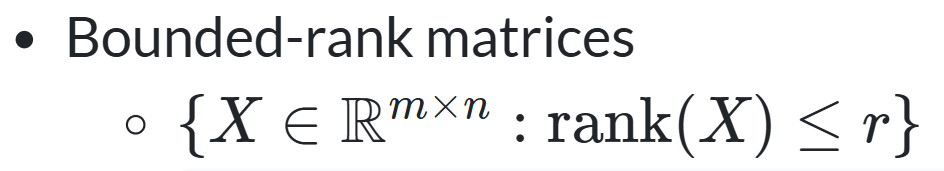 • Bounded-rank matrices
◦ {X ∈ ℝ^{m×n} : rank(X) ≤ r}